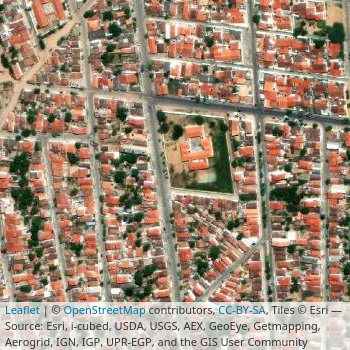 Leaflet | © OpenStreetMap contributors, CC-BY-SA, Tiles © Esri —
Source: Esri, i-cubed, USDA, USGS, AEX, GeoEye, Getmapping,
Aerogrid, IGN, IGP, UPR-EGP, and the GIS User Community